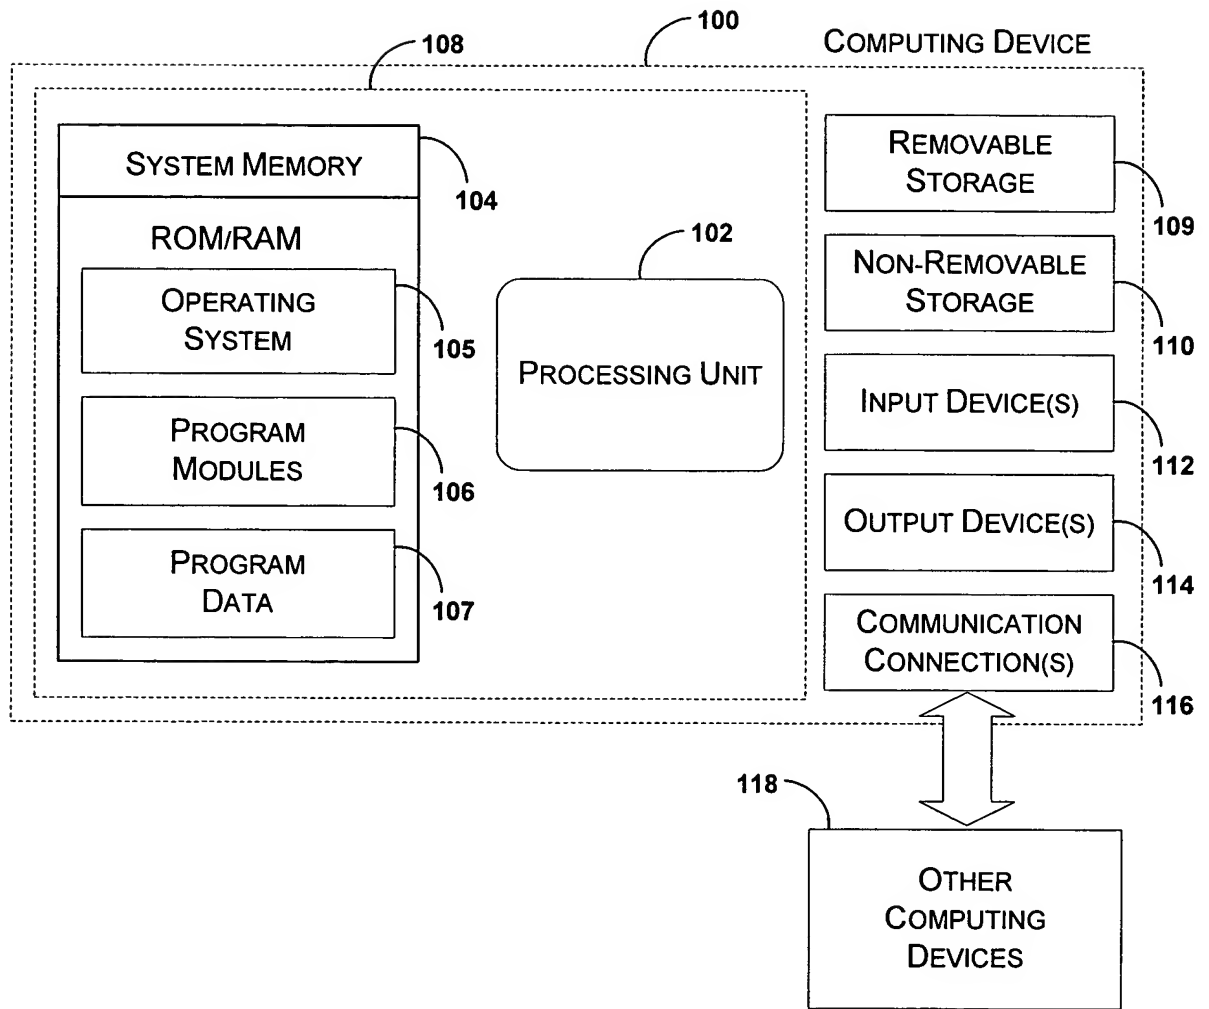 100
COMPUTING DEVICE
108
SYSTEM MEMORY
104
ROM/RAM
OPERATING
SYSTEM
105
PROGRAM
MODULES
106
PROGRAM
DATA
107
102
PROCESSING UNIT
REMOVABLE
STORAGE
109
NON-REMOVABLE
STORAGE
110
INPUT DEVICE(S)
112
OUTPUT DEVICE(S)
114
COMMUNICATION
CONNECTION(S)
116
118
OTHER
COMPUTING
DEVICES